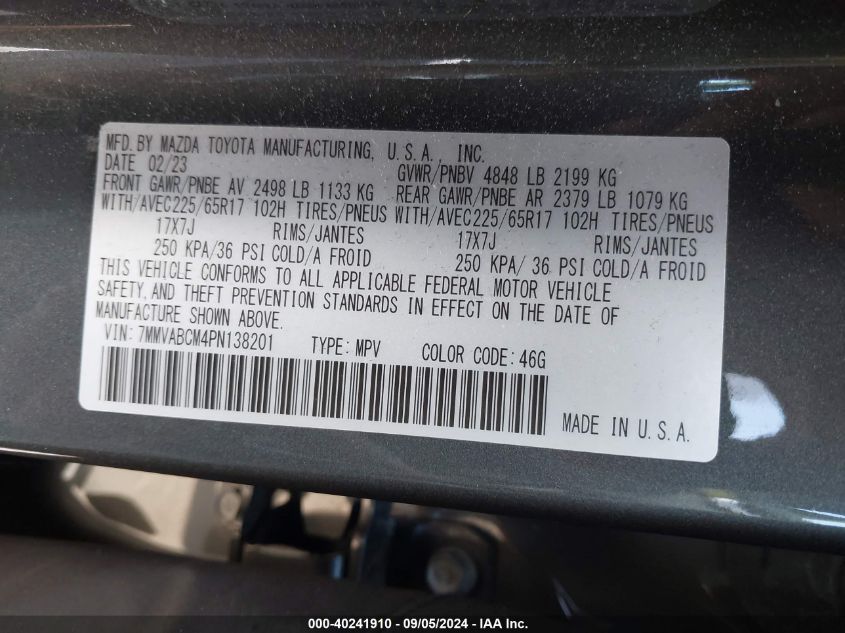 MFD. BY MAZDA TOYOTA MANUFACTURING, U.S.A., INC.
DATE 02/23 GVWR/PNBV 4848 LB 2199 KG
FRONT GAWR/PNBE AV 2498 LB 1133 KG REAR GAWR/PNBE AR 2379 LB 1079 KG
WITH/AVEC225/65R17 102H TIRES/PNEUS WITH/AVEC225/65R17 102H TIRES/PNEUS
17X7J RIMS/JANTES 17X7J RIMS/JANTES
250 KPA/36 PSI COLD/A FROID 250 KPA/ 36 PSI COLD/A FROID
THIS VEHICLE CONFORMS TO ALL APPLICABLE FEDERAL MOTOR VEHICLE
SAFETY, AND THEFT PREVENTION STANDARDS IN EFFECT ON THE DATE OF
MANUFACTURE SHOWN ABOVE.
VIN: 7MMVABCM4PN138201 TYPE: MPV COLOR CODE: 46G
MADE IN U.S.A.
000-40241910 - 09/05/2024 - IAA Inc.